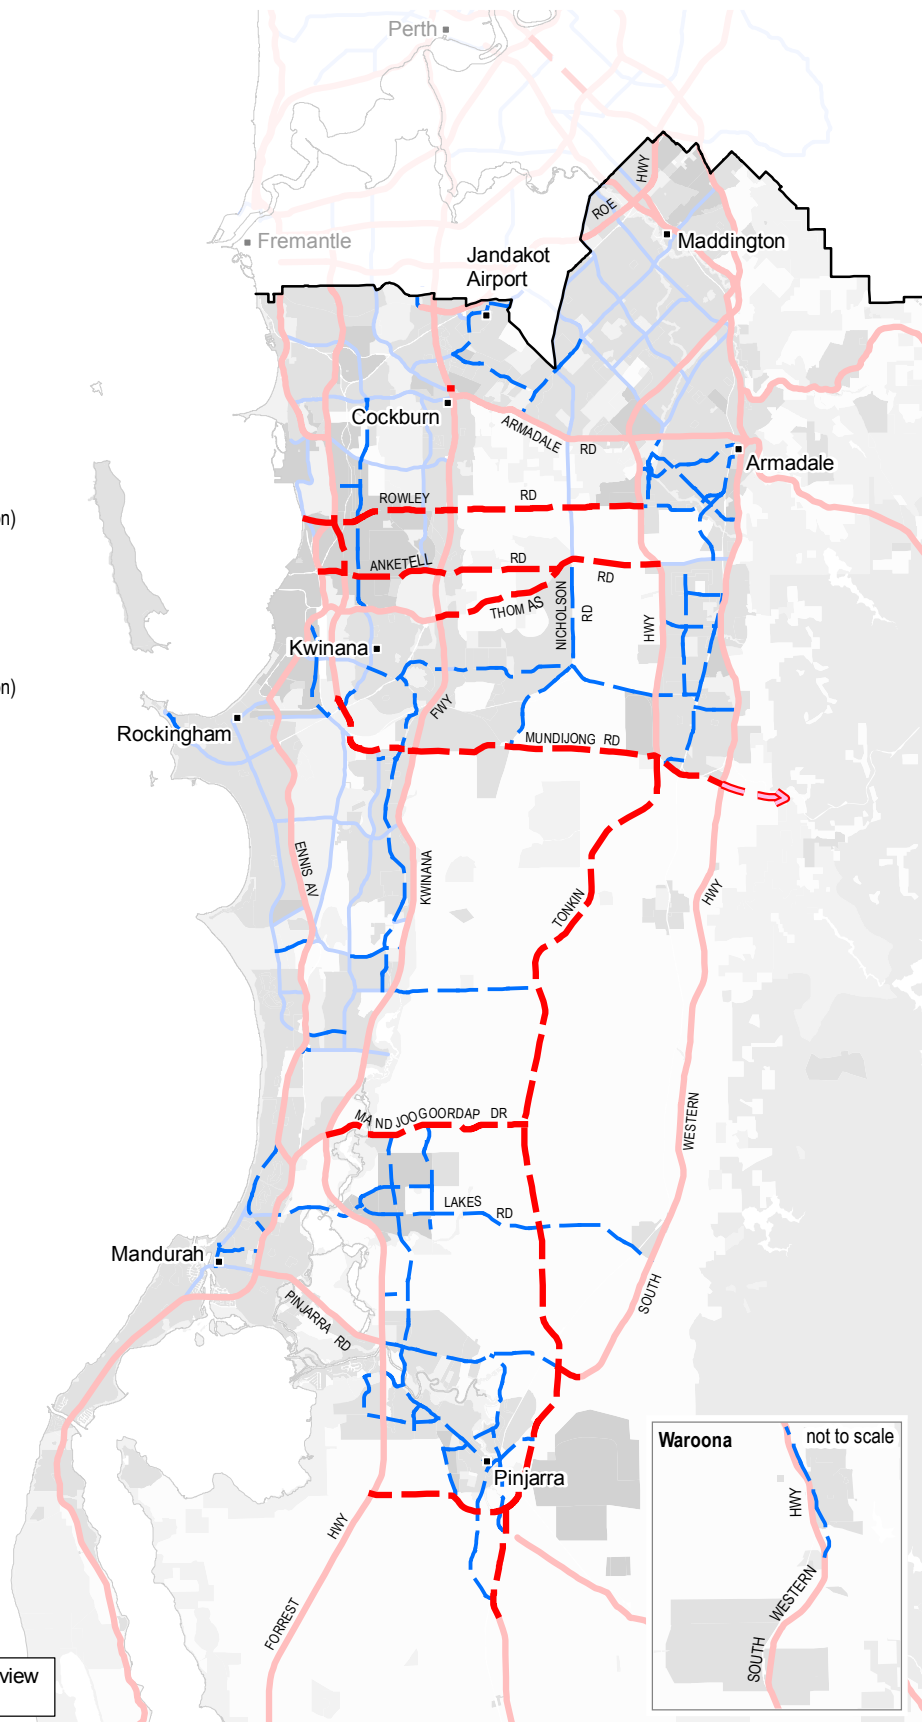 Perth
HWY
ROE
Maddington
Fremantle
Jandakot
Airport
Cockburn
ARMADALE
RD
Armadale
ROWLEY
RD
on)
ANKETELL
RD
RD
THOMAS
NICHOLSON
RD
HWY
Kwinana
on)
FWY
Rockingham
MUNDIJONG RD
ENNIS AV
KWINANA
TONKIN
HWY
MANDJOOGOORDAP DR
WESTERN
LAKES
RD
Mandurah
SOUTH
PINJARRA RD
Waroona
not to scale
Pinjarra
HWY
HWY
WESTERN
FORREST
SOUTH
view